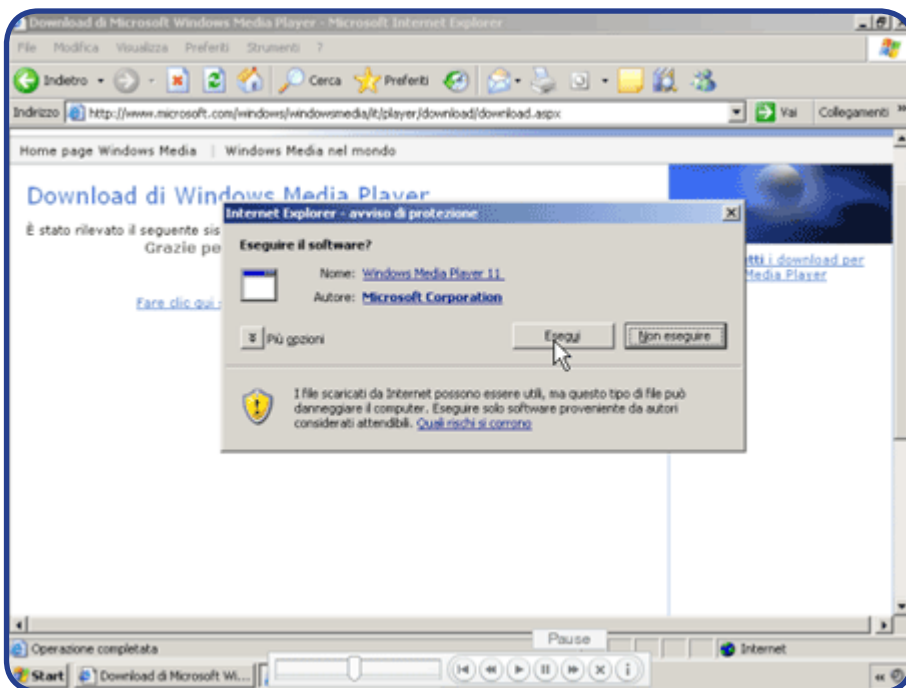 Download di Microsoft Windows Media Player - Microsoft Internet Explorer
File Modifica Visualizza Preferiti Strumenti ?
Indietro Cerca Preferiti
Indirizzo http://www.microsoft.com/windows/windowsmedia/it/player/download/download.aspx Vai Collegamenti
Home page Windows Media | Windows Media nel mondo
Download di Windows Media Player
È stato rilevato il seguente sis
Grazie pe
Fare clic qui
tti i download per
Media Player
Internet Explorer - avviso di protezione
Eseguire il software?
Nome: Windows Media Player 11
Autore: Microsoft Corporation
Più opzioni
Esegui Non eseguire
I file scaricati da Internet possono essere utili, ma questo tipo di file può
danneggiare il computer. Eseguire solo software proveniente da autori
considerati attendibili. Quali rischi si corrono
Pause
Operazione completata Internet
Start Download di Microsoft Wi...